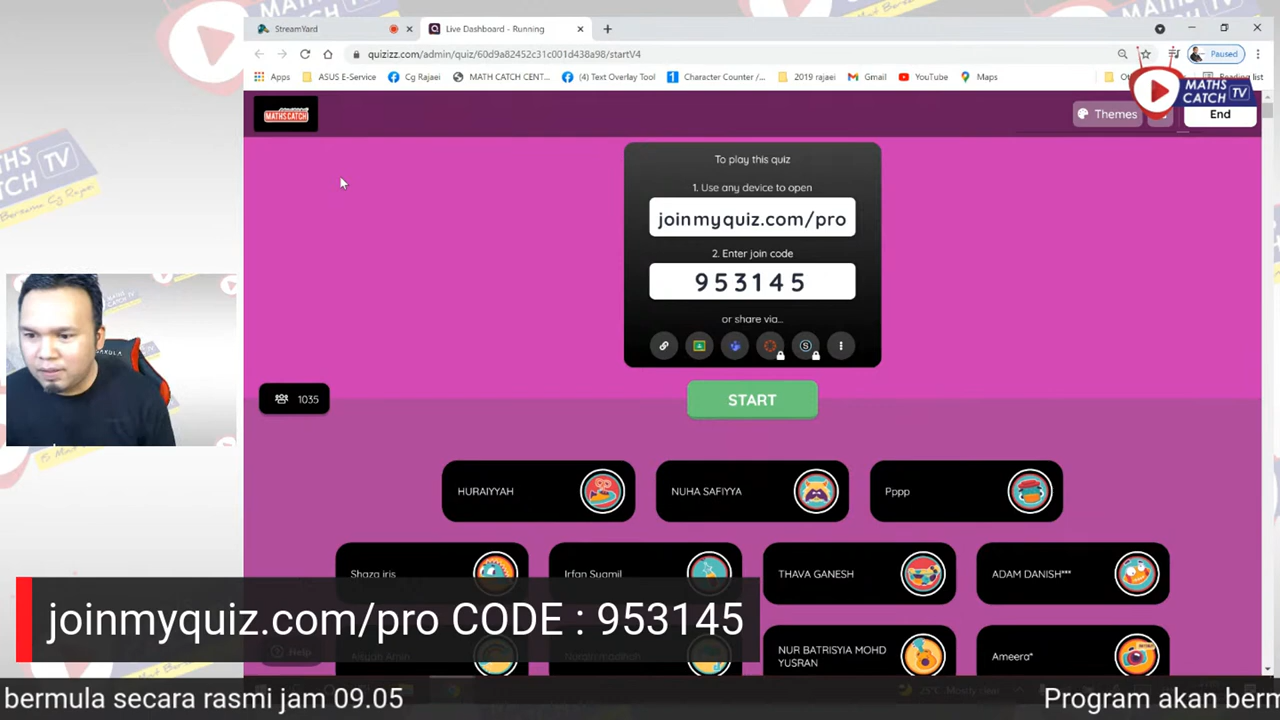 StreamYard
Live Dashboard - Running
quizizz.com/admin/quiz/60d9a82452c31c001d438a98/startV4
Paused
Apps
ASUS E-Service
Cg Rajaei
MATH CATCH CENT...
(4) Text Overlay Tool
Character Counter /...
2019 rajaei
Gmail
YouTube
Maps
MATHS CATCH TV
MATHS CATCH
Themes
End
To play this quiz
1. Use any device to open
joinmyquiz.com/pro
2. Enter join code
953145
or share via...
1035
START
HURAIYYAH
NUHA SAFIYYA
Pppp
Shaza iris
Irfan Suamil
THAVA GANESH
ADAM DANISH***
joinmyquiz.com/pro CODE : 953145
NUR BATRISYIA MOHD
YUSRAN
Ameera*
Help
bermula secara rasmi jam 09.05
Program akan berm